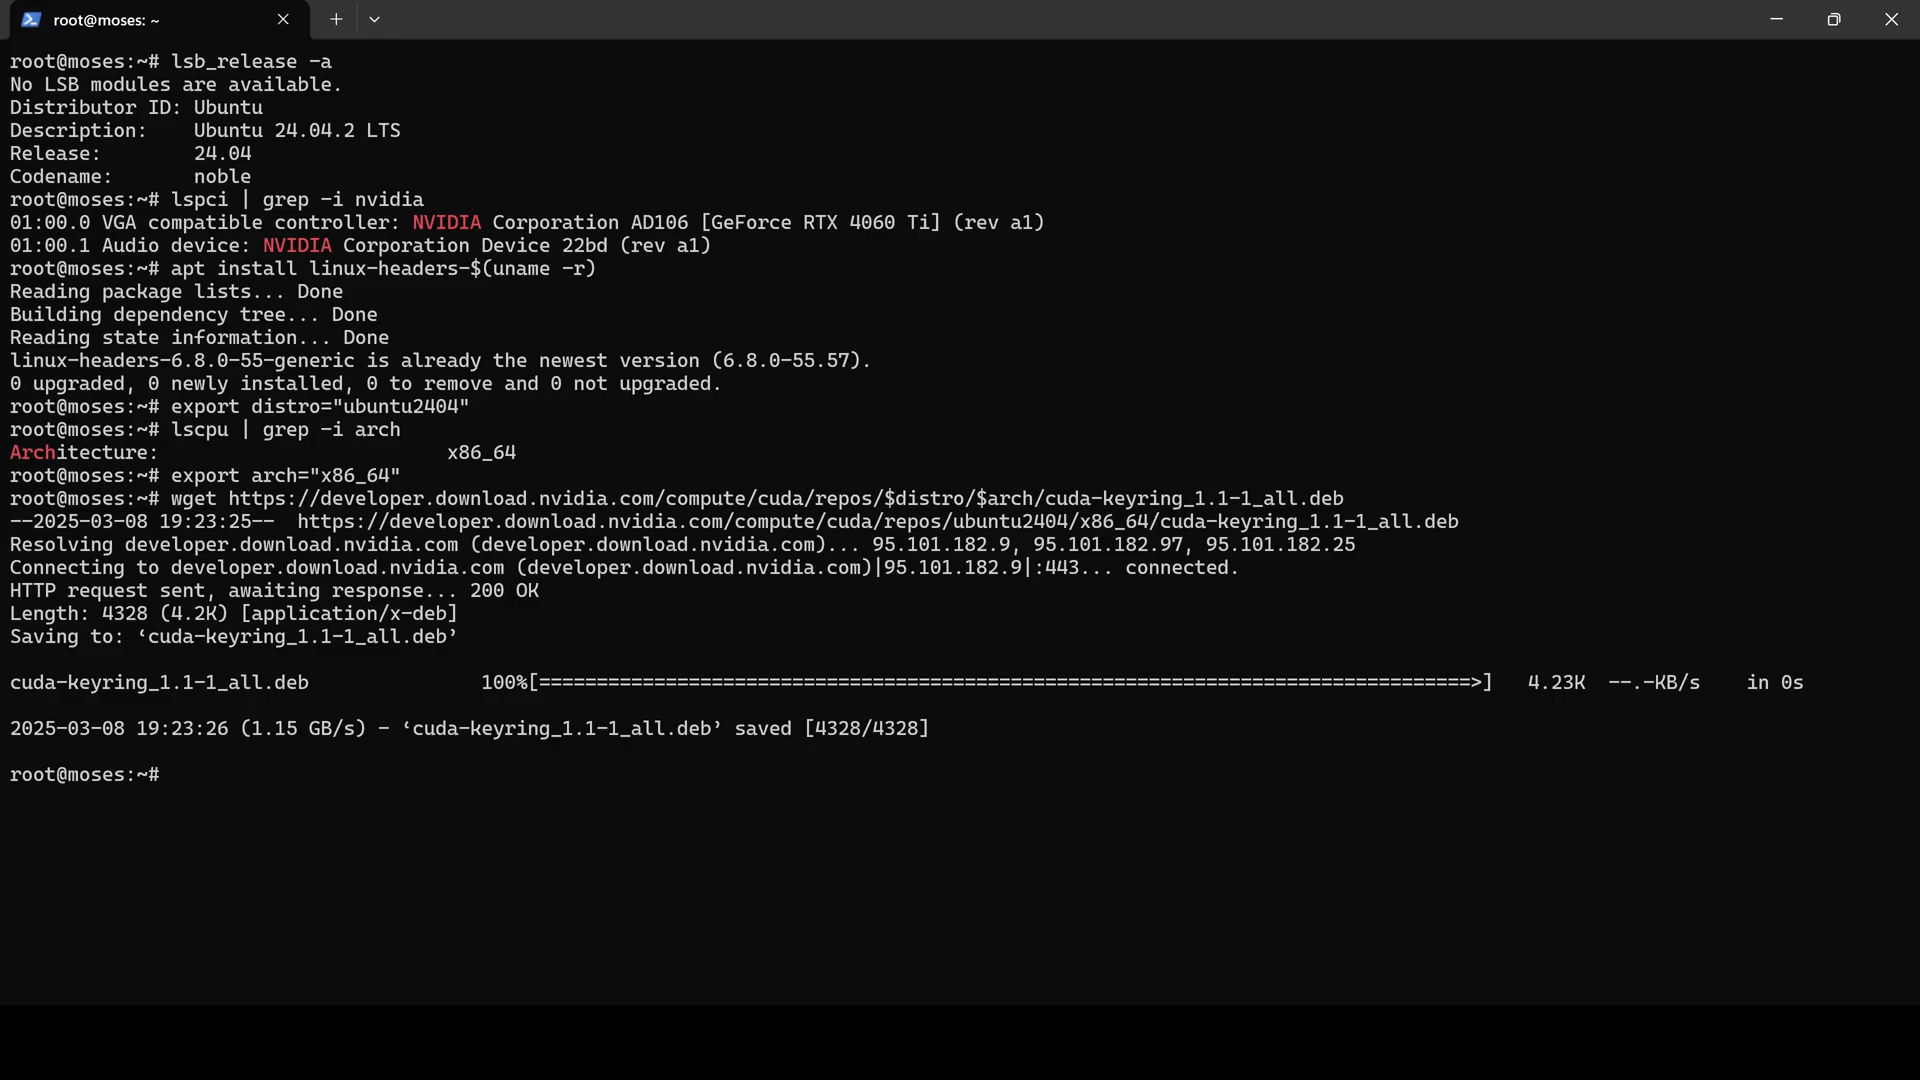 root@moses: ~
root@moses:~# lsb_release -a
No LSB modules are available.
Distributor ID: Ubuntu
Description:    Ubuntu 24.04.2 LTS
Release:        24.04
Codename:       noble
root@moses:~# lspci | grep -i nvidia
01:00.0 VGA compatible controller: NVIDIA Corporation AD106 [GeForce RTX 4060 Ti] (rev a1)
01:00.1 Audio device: NVIDIA Corporation Device 22bd (rev a1)
root@moses:~# apt install linux-headers-$(uname -r)
Reading package lists... Done
Building dependency tree... Done
Reading state information... Done
linux-headers-6.8.0-55-generic is already the newest version (6.8.0-55.57).
0 upgraded, 0 newly installed, 0 to remove and 0 not upgraded.
root@moses:~# export distro="ubuntu2404"
root@moses:~# lscpu | grep -i arch
Architecture:                         x86_64
root@moses:~# export arch="x86_64"
root@moses:~# wget https://developer.download.nvidia.com/compute/cuda/repos/$distro/$arch/cuda-keyring_1.1-1_all.deb
--2025-03-08 19:23:25--  https://developer.download.nvidia.com/compute/cuda/repos/ubuntu2404/x86_64/cuda-keyring_1.1-1_all.deb
Resolving developer.download.nvidia.com (developer.download.nvidia.com)... 95.101.182.9, 95.101.182.97, 95.101.182.25
Connecting to developer.download.nvidia.com (developer.download.nvidia.com)|95.101.182.9|:443... connected.
HTTP request sent, awaiting response... 200 OK
Length: 4328 (4.2K) [application/x-deb]
Saving to: ‘cuda-keyring_1.1-1_all.deb’
cuda-keyring_1.1-1_all.deb               100%[=================================================================================>]   4.23K  --.-KB/s    in 0s
2025-03-08 19:23:26 (1.15 GB/s) - ‘cuda-keyring_1.1-1_all.deb’ saved [4328/4328]
root@moses:~#